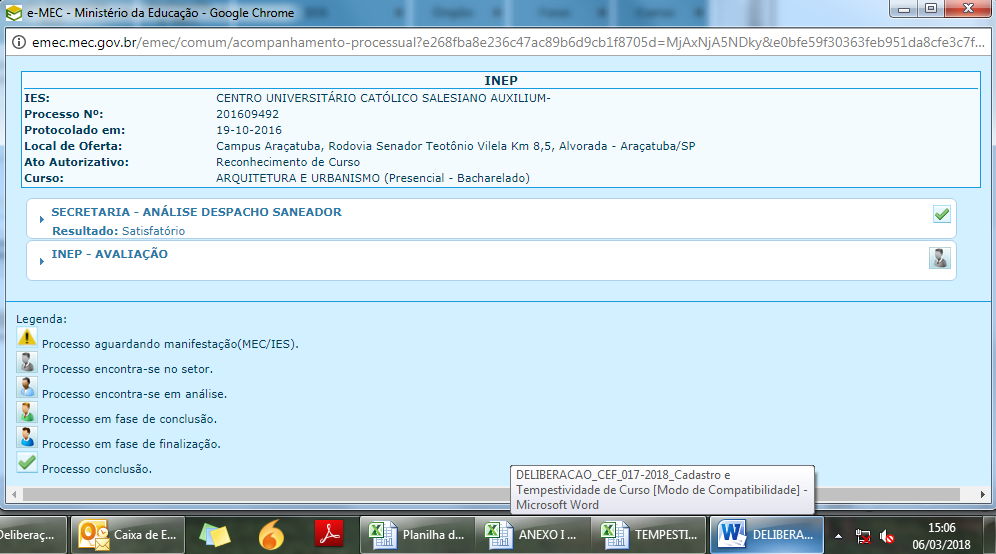 e-MEC - Ministério da Educação - Google Chrome
emec.mec.gov.br/emec/comum/acompanhamento-processual?e268fba8e236c47ac89b6d9cb1f8705d=MjAxNjA5NDky&e0bfe59f30363feb951da8cfe3c7f...
INEP
IES: CENTRO UNIVERSITÁRIO CATÓLICO SALESIANO AUXILIUM-
Processo Nº: 201609492
Protocolado em: 19-10-2016
Local de Oferta: Campus Araçatuba, Rodovia Senador Teotônio Vilela Km 8,5, Alvorada - Araçatuba/SP
Ato Autorizativo: Reconhecimento de Curso
Curso: ARQUITETURA E URBANISMO (Presencial - Bacharelado)
SECRETARIA - ANÁLISE DESPACHO SANEADOR
Resultado: Satisfatório
INEP - AVALIAÇÃO
Legenda:
Processo aguardando manifestação(MEC/IES).
Processo encontra-se no setor.
Processo encontra-se em análise.
Processo em fase de conclusão.
Processo em fase de finalização.
Processo conclusão.
DELIBERACAO_CEF_017-2018_Cadastro e
Tempestividade de Curso [Modo de Compatibilidade] -
Microsoft Word
Deliberaç... Caixa de E... Planilha d... ANEXO I ... TEMPESTI... DELIBERA... 15:06
06/03/2018